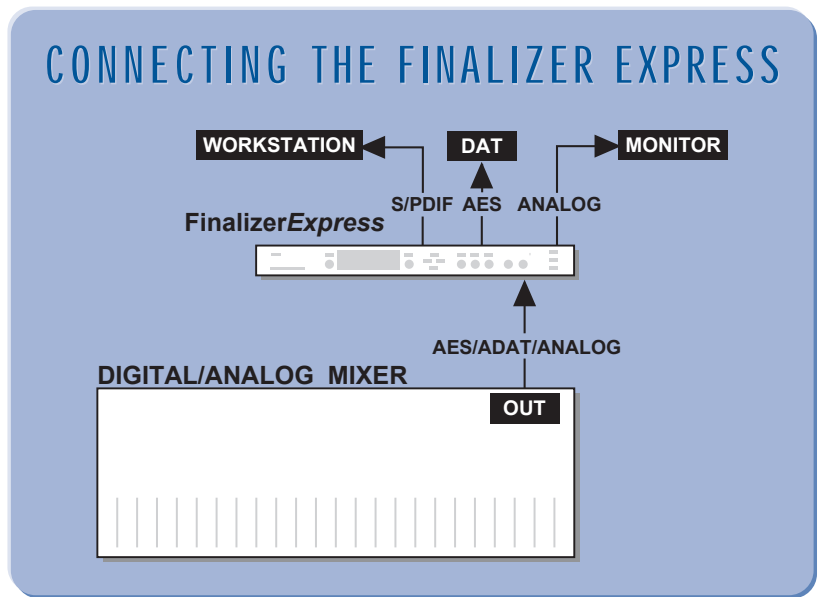 CONNECTING THE FINALIZER EXPRESS
WORKSTATION
DAT
MONITOR
S/PDIF
AES
ANALOG
FinalizerExpress
AES/ADAT/ANALOG
DIGITAL/ANALOG MIXER
OUT